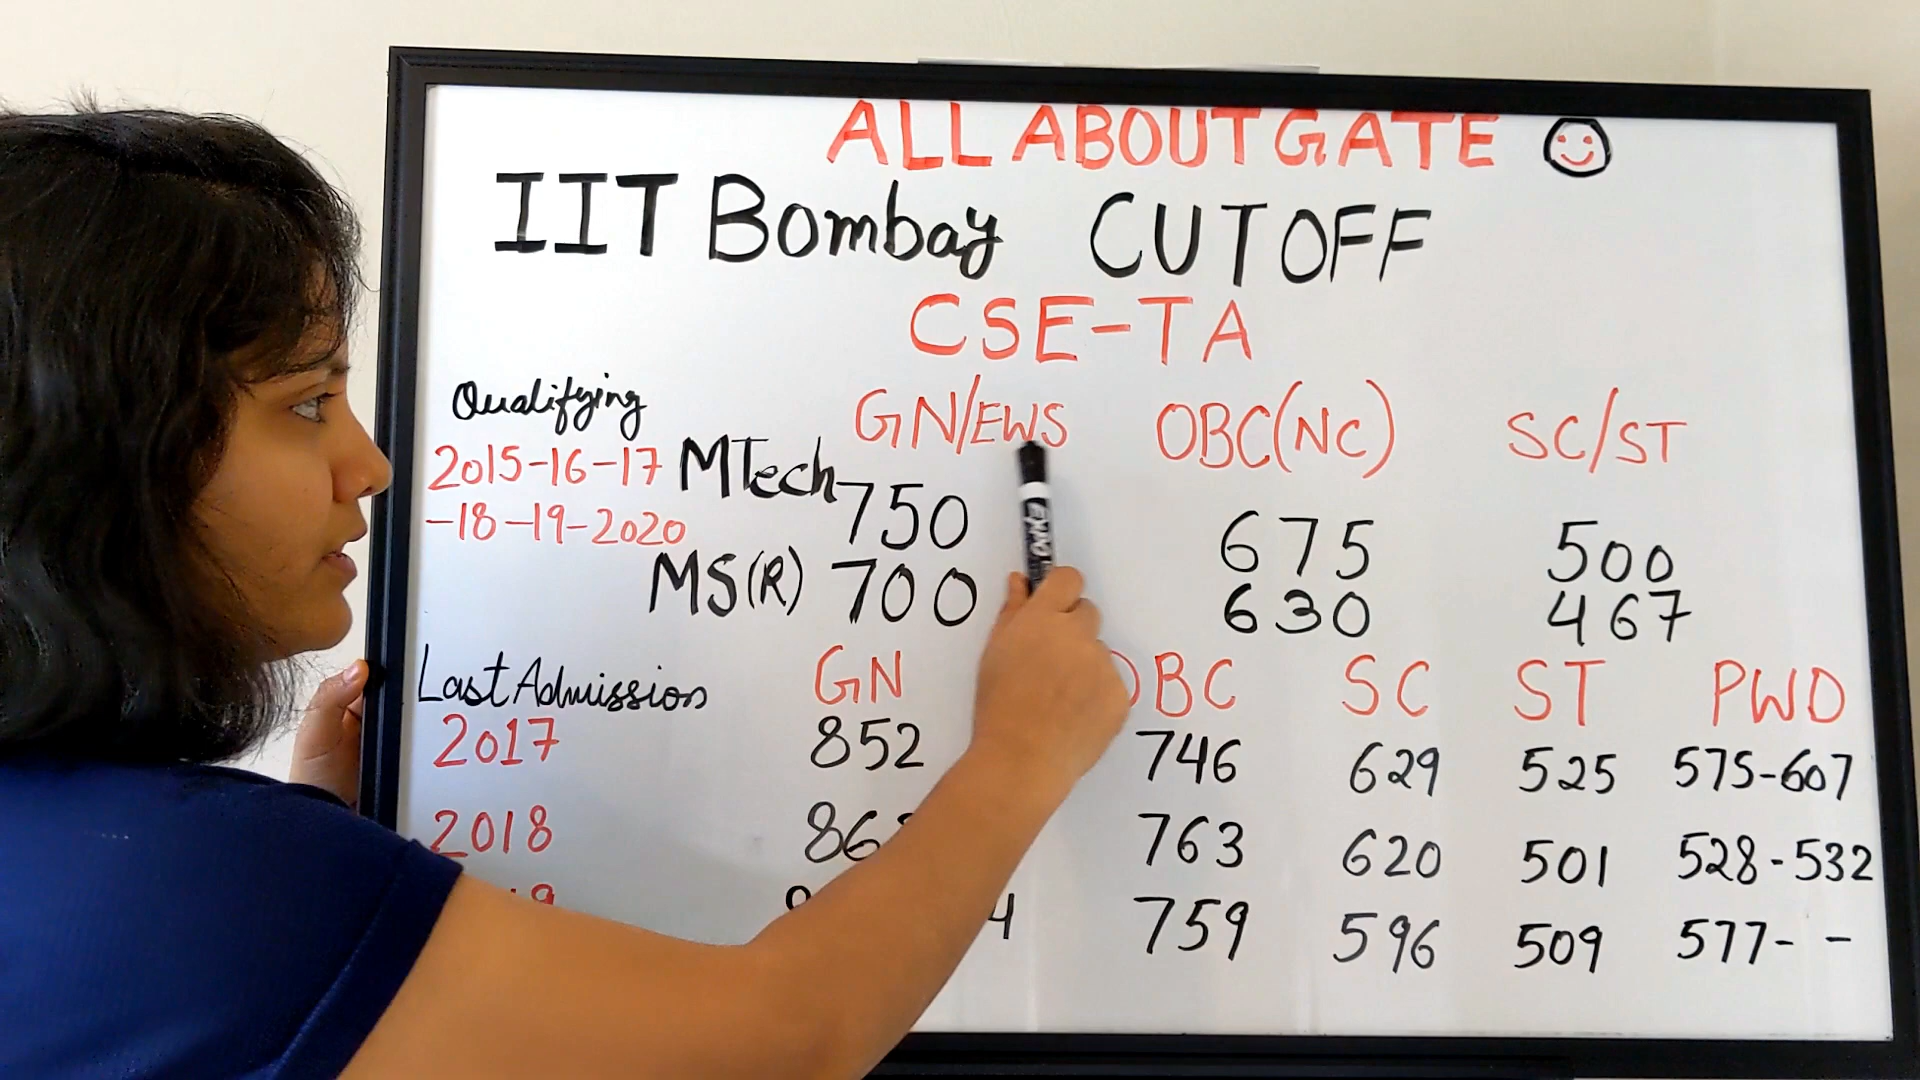 ALL ABOUT GATE
IIT Bombay CUTOFF
CSE-TA
Qualifying GN/EWS OBC(NC) SC/ST
2015-16-17 MTech 750 675 500
-18-19-2020
MS(R) 700 630 467
Last Admission GN OBC SC ST PWD
2017 852 746 629 525 575-607
2018 763 620 501 528-532
759 596 509 577- -
EXPO